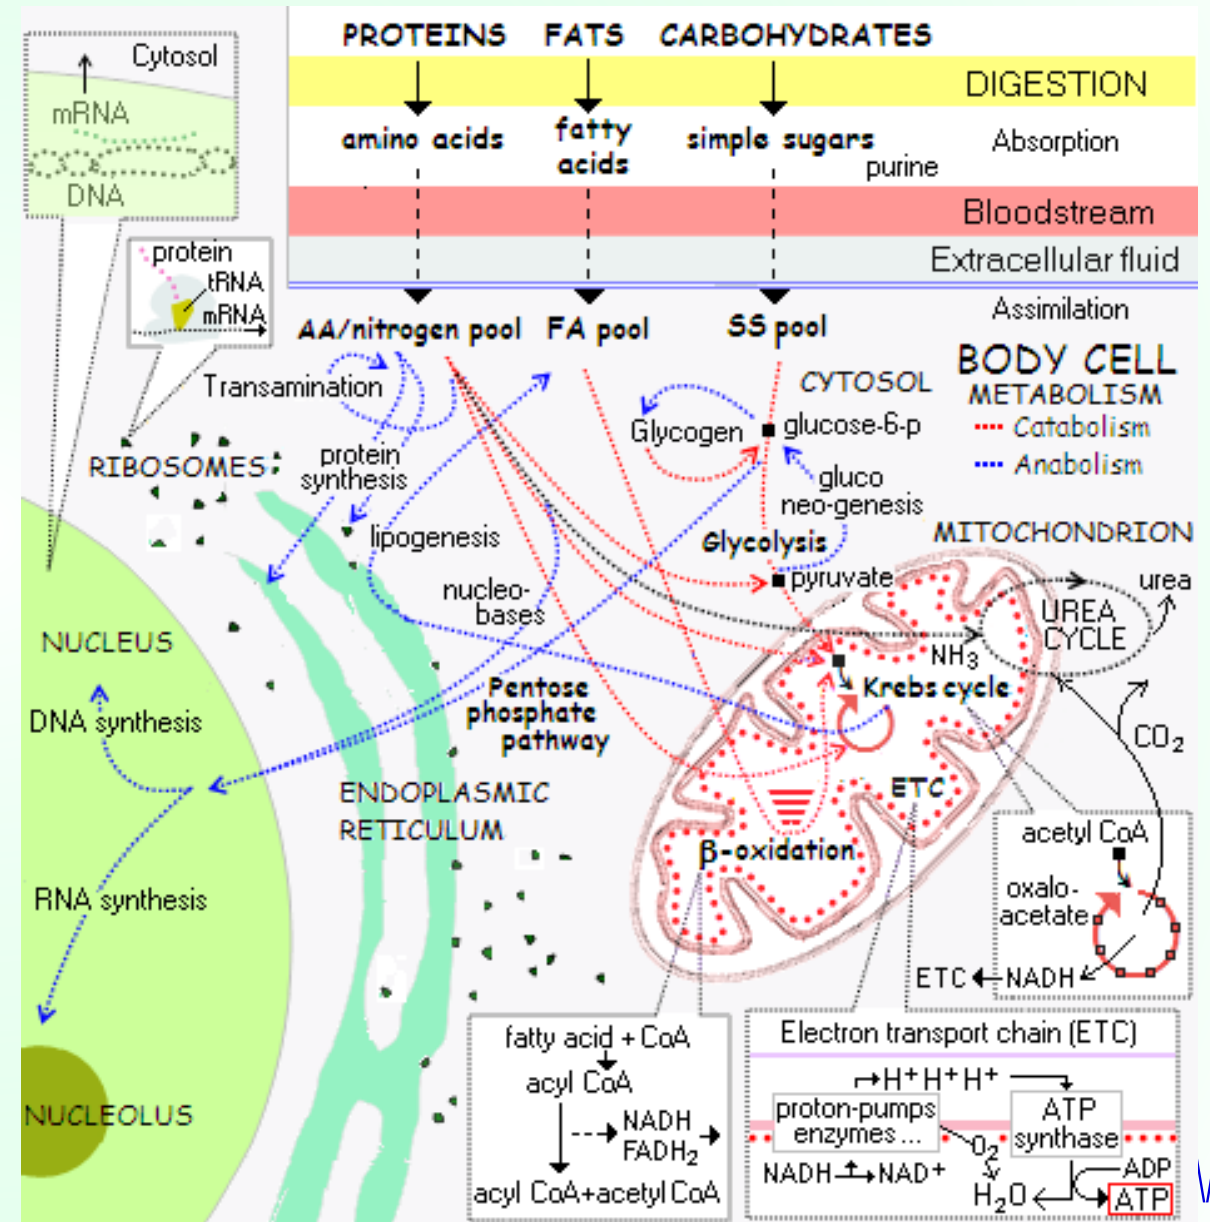 PROTEINS FATS CARBOHYDRATES
Cytosol
mRNA
DNA
DIGESTION
amino acids
fatty
acids
simple sugars
purine
Absorption
Bloodstream
Extracellular fluid
protein
tRNA
mRNA
Assimilation
AA/nitrogen pool
FA pool
SS pool
BODY CELL
METABOLISM
Catabolism
Anabolism
CYTOSOL
Transamination
Glycogen
glucose-6-p
RIBOSOMES
protein
synthesis
gluco
neo-genesis
lipogenesis
Glycolysis
MITOCHONDRION
pyruvate
urea
nucleo-
bases
UREA
CYCLE
NH3
NUCLEUS
Krebs cycle
Pentose
phosphate
pathway
DNA synthesis
CO2
ENDOPLASMIC
RETICULUM
ETC
β-oxidation
acetyl CoA
oxalo-
acetate
ETC NADH
RNA synthesis
NUCLEOLUS
fatty acid + CoA
acyl CoA
NADH
FADH2
acyl CoA+acetyl CoA
Electron transport chain (ETC)
H+ H+ H+
proton-pumps
enzymes ...
ATP
synthase
O2
NADH NAD+
H2O
ADP
ATP